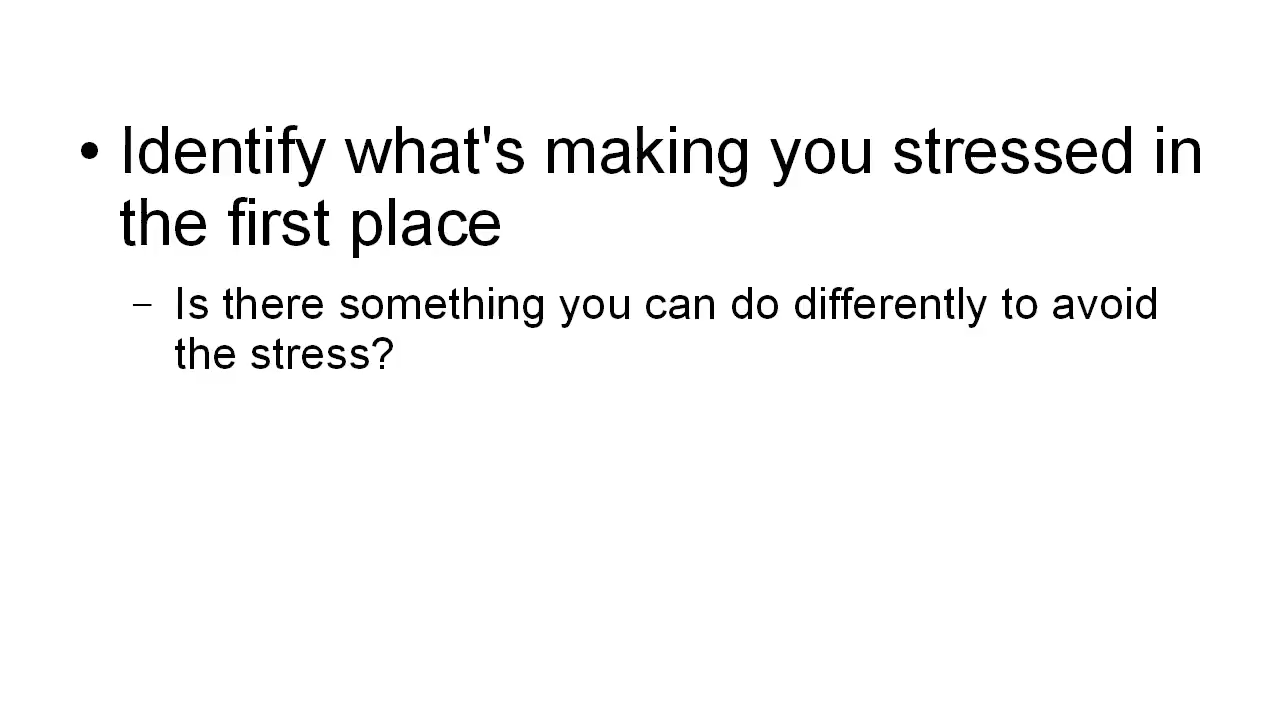 • Identify what's making you stressed in
the first place
– Is there something you can do differently to avoid
the stress?